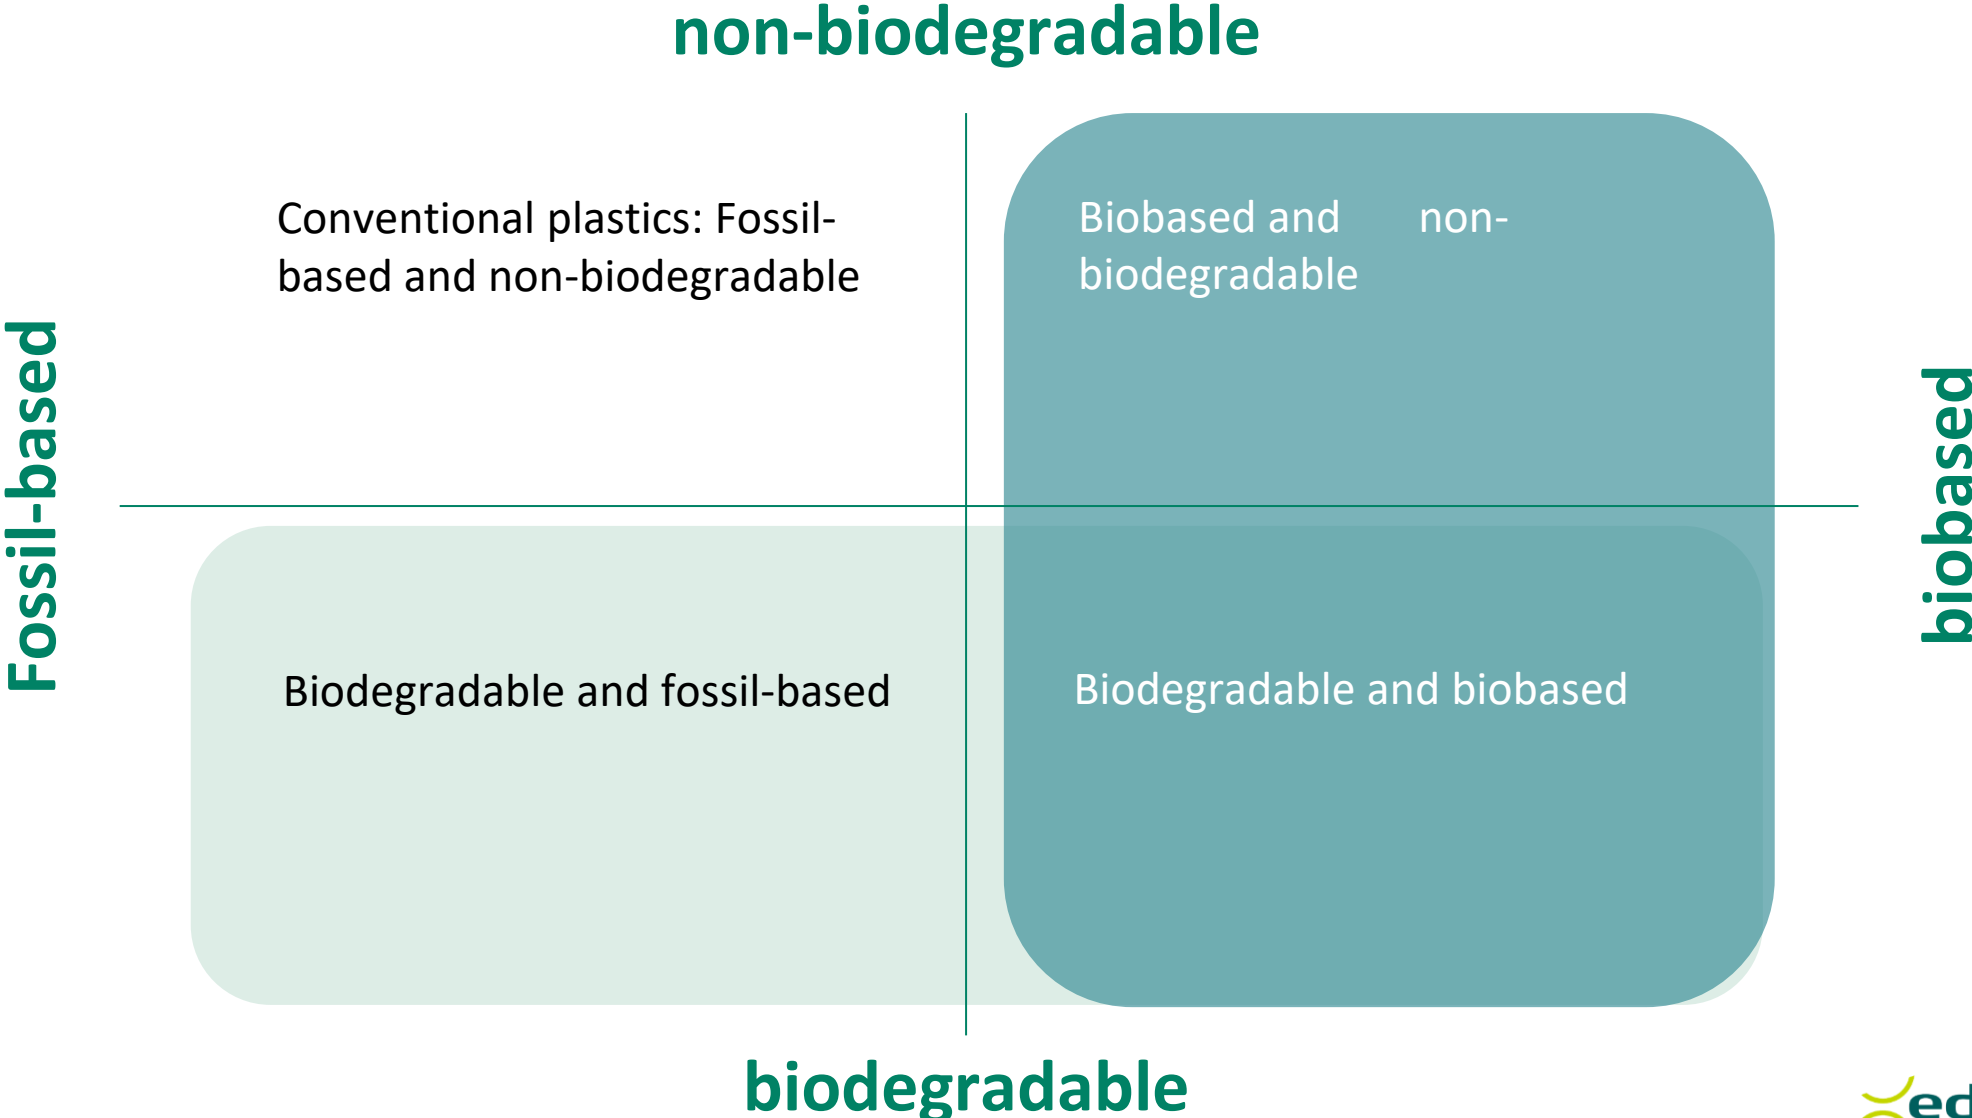 non-biodegradable
Conventional plastics: Fossil-
based and non-biodegradable
Biobased and non-
biodegradable
Fossil-based
biobased
Biodegradable and fossil-based
Biodegradable and biobased
biodegradable